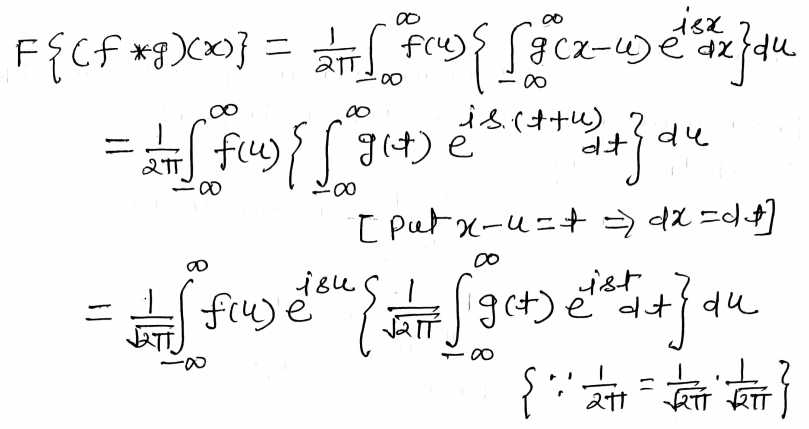 F{(f*g)(x)} = 1/2π ∫_{-∞}^{∞} f(u) { ∫_{-∞}^{∞} g(x-u) e^{isx} dx } du
= 1/2π ∫_{-∞}^{∞} f(u) { ∫_{-∞}^{∞} g(t) e^{is.(t+u)} dt } du
[Put x-u=t ⇒ dx=dt]
= 1/√2π ∫_{-∞}^{∞} f(u) e^{isu} { 1/√2π ∫_{-∞}^{∞} g(t) e^{ist} dt } du
{∵ 1/2π = 1/√2π · 1/√2π}